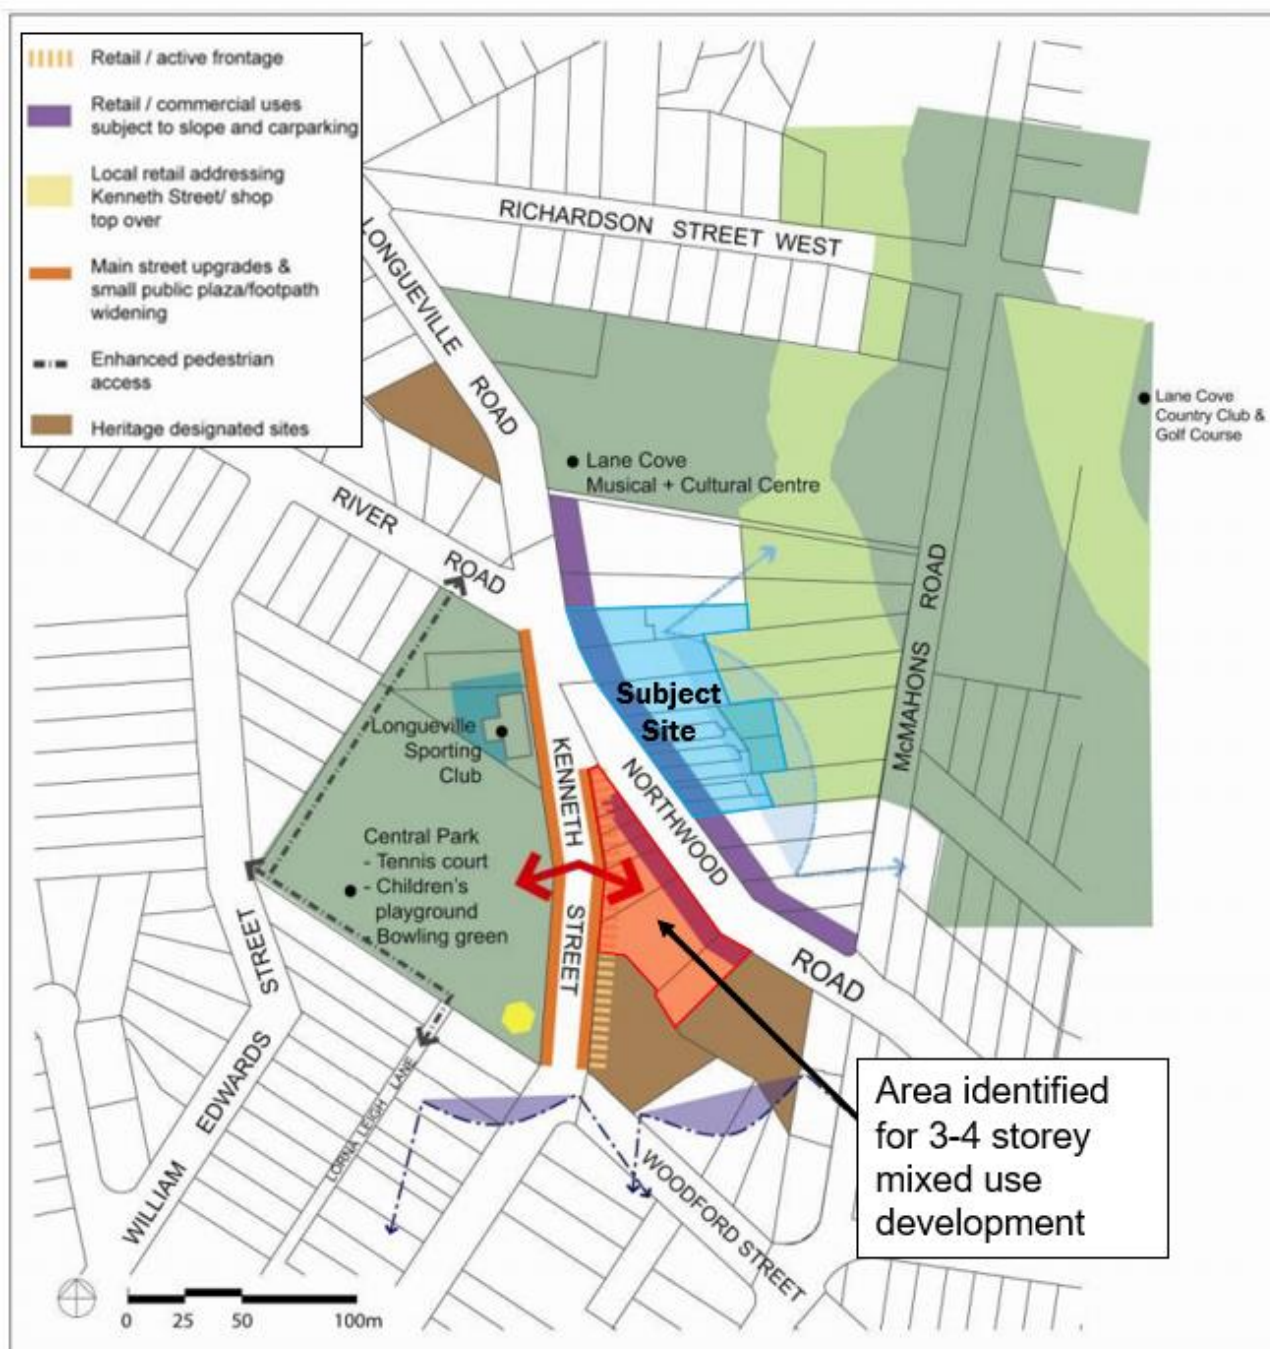 Retail / active frontage
Retail / commercial uses
subject to slope and carparking
Local retail addressing
Kenneth Street/ shop
top over
Main street upgrades &
small public plaza/footpath
widening
Enhanced pedestrian
access
Heritage designated sites
RICHARDSON STREET WEST
LONGUEVILLE
ROAD
Lane Cove
Country Club &
Golf Course
Lane Cove
Musical + Cultural Centre
RIVER
ROAD
McMAHONS ROAD
Subject
Site
Longueville
Sporting
Club
KENNETH
STREET
NORTHWOOD
ROAD
Central Park
- Tennis court
- Children's
playground
- Bowling green
WILLIAM EDWARDS STREET
LORNA LEIGH LANE
WOODFORD STREET
Area identified
for 3-4 storey
mixed use
development
0 25 50 100m